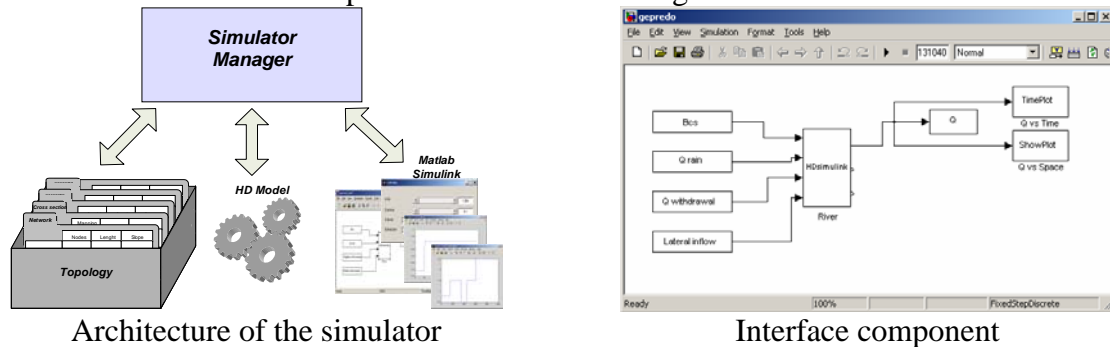 Simulator
Manager
HD Model
Matlab
Simulink
Cross section
Network
Nodes Lenght Slope
Topology
Architecture of the simulator
gepredo
File Edit View Simulation Format Tools Help
131040 Normal
Bcs
Q rain
Q withdrawal
Lateral inflow
HDsimulink
River
Q
TimePlot
Q vs Time
ShowPlot
Q vs Space
Ready 100% FixedStepDiscrete
Interface component